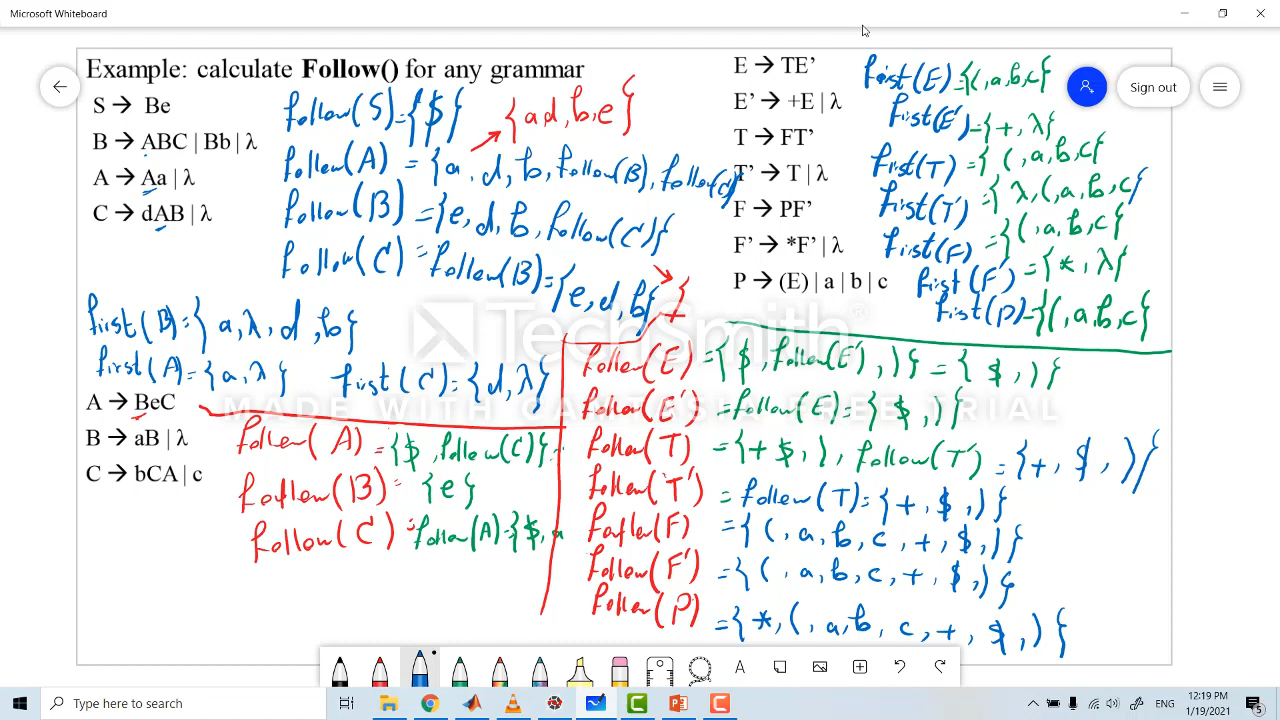 Microsoft Whiteboard
Example: calculate Follow() for any grammar
S → Be
B → ABC | Bb | λ
A → Aa | λ
C → dAB | λ
follow(S)={$}
{a,d,b,e}
follow(A) = {a, d, b, follow(B), follow(C)}
follow(B) = {e, d, b, follow(C)}
follow(C) = follow(B) = {e, d, b}
first(B)={ a, λ, d, b}
first(A)={a,λ}
first(C)={d,λ}
A → BeC
B → aB | λ
C → bCA | c
follow(A) = {$, follow(C)}
follow(B) = {e}
follow(C) = follow(A)={$,
E → TE’
E’ → +E | λ
T → FT’
T’ → T | λ
F → PF’
F’ → *F’ | λ
P → (E) | a | b | c
first(E)={(,a,b,c}
first(E')={+,λ}
first(T)={(,a,b,c}
first(T')={λ,(,a,b,c}
first(F)={(,a,b,c}
first(F')={*,λ}
first(P)={(,a,b,c}
Follow(E) ={$, follow(E'), )} = {$, )}
Follow(E') =follow(E)={$, )}
Follow(T) ={+ $, ), follow(T') = {+, $, )}
Follow(T') = follow(T)={+, $, )}
Follow(F) ={(, a, b, c, +, $, )}
Follow(F') ={(, a, b, c, +, $, )}
Follow(P) ={*, (, a, b, c, +, $, )}
TechSmith®
MADE WITH CAMTASIA FREE TRIAL
Sign out
Type here to search
ENG
12:19 PM
1/19/2021
5